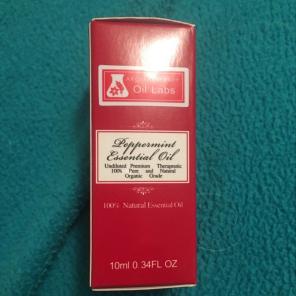 Oil Labs
Peppermint
Essential Oil
Undiluted Premium Therapeutic
100% Pure and Natural
Organic Grade
100% Natural Essential Oil
10ml 0.34FL OZ